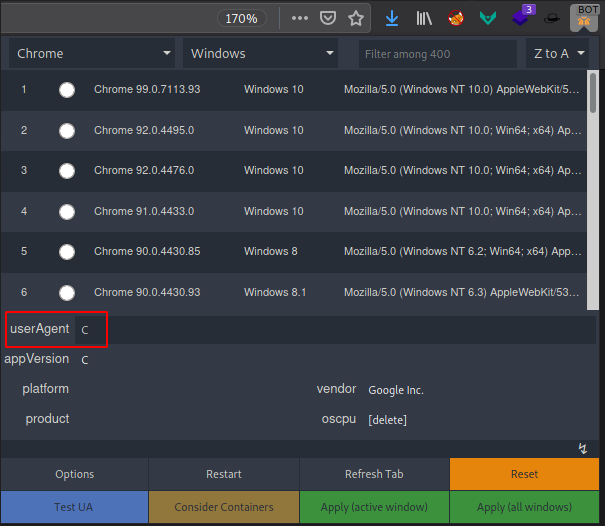 170%
3
BOT
Chrome Windows Filter among 400 Z to A
1 Chrome 99.0.7113.93 Windows 10 Mozilla/5.0 (Windows NT 10.0) AppleWebKit/5…
2 Chrome 92.0.4495.0 Windows 10 Mozilla/5.0 (Windows NT 10.0; Win64; x64) Ap…
3 Chrome 92.0.4476.0 Windows 10 Mozilla/5.0 (Windows NT 10.0; Win64; x64) Ap…
4 Chrome 91.0.4433.0 Windows 10 Mozilla/5.0 (Windows NT 10.0; Win64; x64) Ap…
5 Chrome 90.0.4430.85 Windows 8 Mozilla/5.0 (Windows NT 6.2; Win64; x64) App…
6 Chrome 90.0.4430.93 Windows 8.1 Mozilla/5.0 (Windows NT 6.3) AppleWebKit/53…
userAgent C
appVersion C
platform vendor Google Inc.
product oscpu [delete]
Options Restart Refresh Tab Reset
Test UA Consider Containers Apply (active window) Apply (all windows)